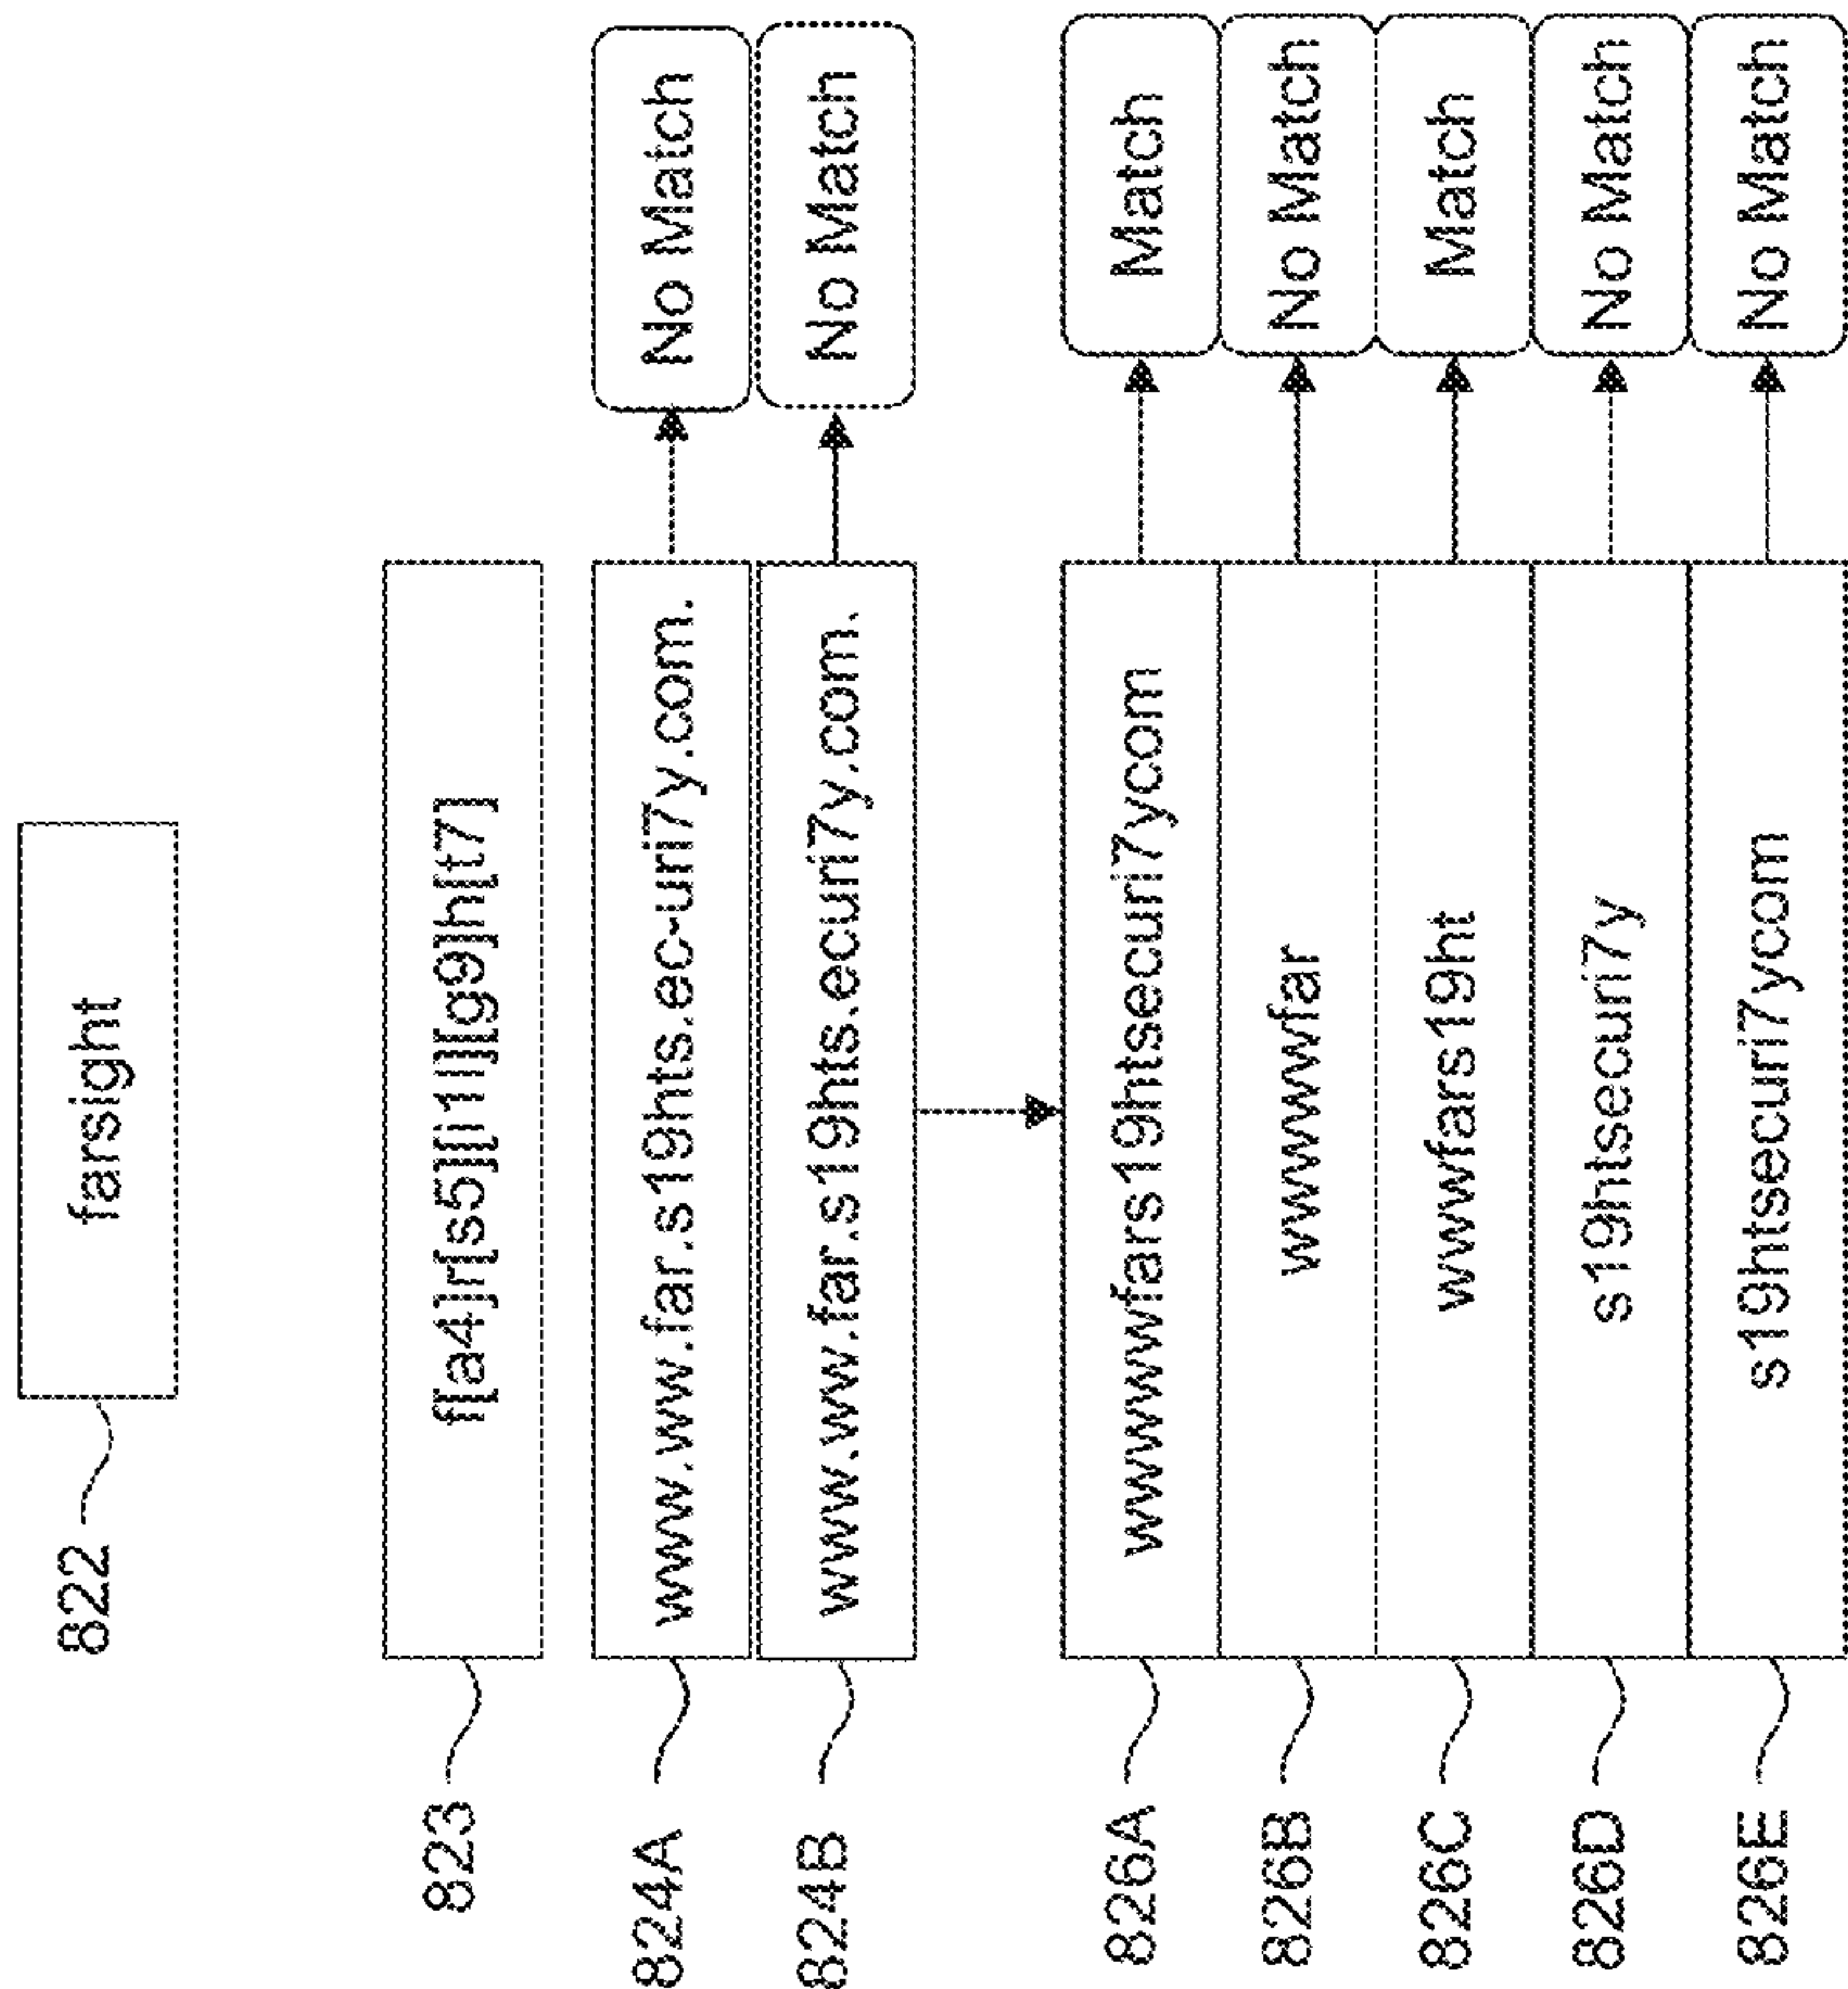 822
farsight
823
f[a4]r[s5][i1][g9]h[t7]
824A
www.ww.far.s19hts.ec-uri7y.com.
No Match
824B
www.ww.far.s19hts.ecuri7y.com.
No Match
826A
wwwwwfars19htsecuri7ycom
Match
826B
wwwwwfar
No Match
826C
wwfars19ht
Match
826D
s19htsecuri7y
No Match
826E
s19htsecuri7ycom
No Match